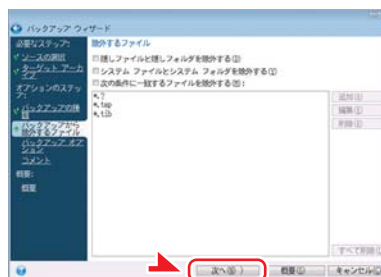 バックアップ ウィザード
必要なステップ:
ソースの選択
ターゲット アーカイブ
オプションのステップ:
バックアップの種類
バックアップから除外するファイル
バックアップ オプション
コメント
概要:
概要
除外するファイル
隠しファイルと隠しフォルダを除外する(I)
システム ファイルとシステム フォルダを除外する(Y)
次の条件に一致するファイルを除外する(E):
*.~
*.tmp
*.tib
追加(A)
編集(E)
削除(D)
すべて削除(L)
次へ(N)
概要(S)
キャンセル(C)